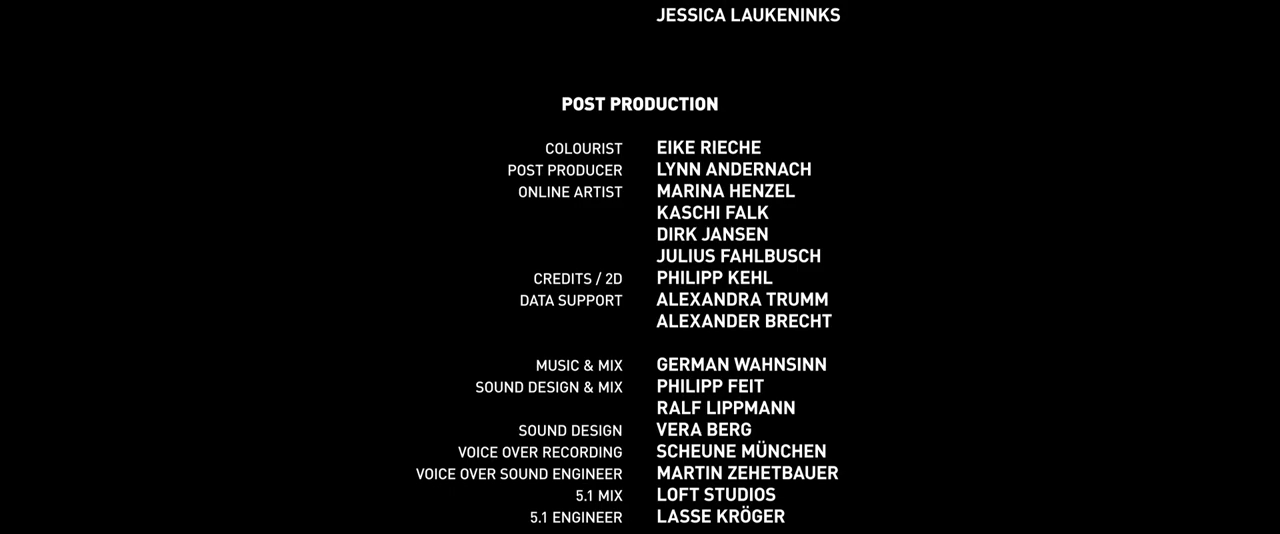 JESSICA LAUKENINKS
POST PRODUCTION
COLOURIST EIKE RIECHE
POST PRODUCER LYNN ANDERNACH
ONLINE ARTIST MARINA HENZEL
KASCHI FALK
DIRK JANSEN
JULIUS FAHLBUSCH
CREDITS / 2D PHILIPP KEHL
DATA SUPPORT ALEXANDRA TRUMM
ALEXANDER BRECHT
MUSIC & MIX GERMAN WAHNSINN
SOUND DESIGN & MIX PHILIPP FEIT
RALF LIPPMANN
SOUND DESIGN VERA BERG
VOICE OVER RECORDING SCHEUNE MÜNCHEN
VOICE OVER SOUND ENGINEER MARTIN ZEHETBAUER
5.1 MIX LOFT STUDIOS
5.1 ENGINEER LASSE KRÖGER